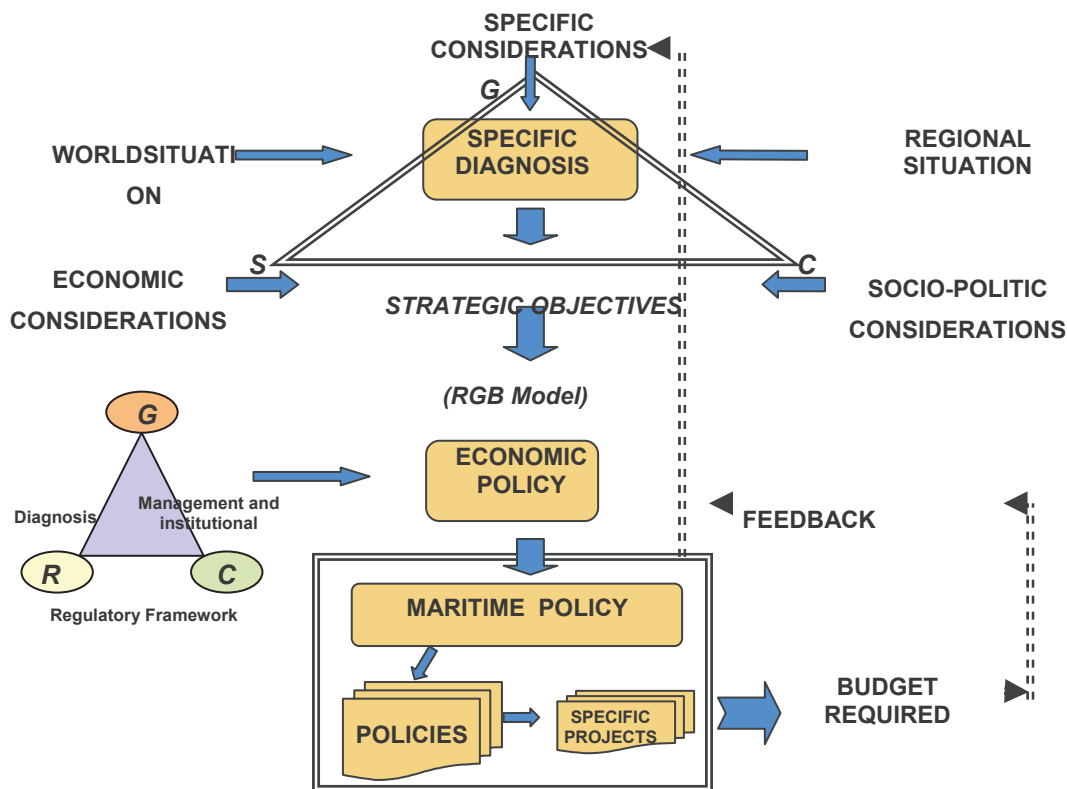 SPECIFIC
CONSIDERATIONS
G
SPECIFIC
DIAGNOSIS
WORLDSITUATI
ON
REGIONAL
SITUATION
S
C
ECONOMIC
CONSIDERATIONS
SOCIO-POLITIC
CONSIDERATIONS
STRATEGIC OBJECTIVES
(RGB Model)
G
ECONOMIC
POLICY
Diagnosis
Management and
institutional
FEEDBACK
R
C
Regulatory Framework
MARITIME POLICY
POLICIES
SPECIFIC
PROJECTS
BUDGET
REQUIRED